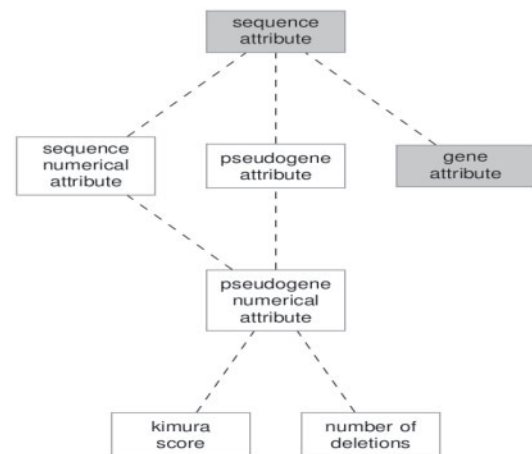 sequence
attribute
sequence
numerical
attribute
pseudogene
attribute
gene
attribute
pseudogene
numerical
attribute
kimura
score
number of
deletions